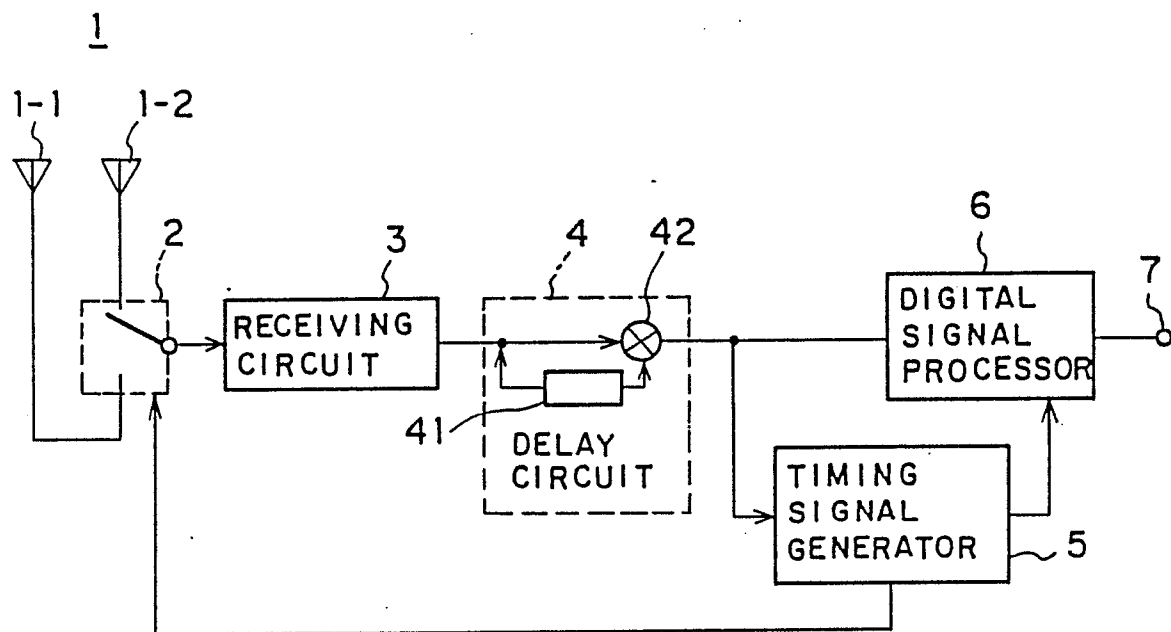 1
1-1
1-2
2
3
4
42
6
7
RECEIVING
CIRCUIT
41
DELAY
CIRCUIT
DIGITAL
SIGNAL
PROCESSOR
TIMING
SIGNAL
GENERATOR
5